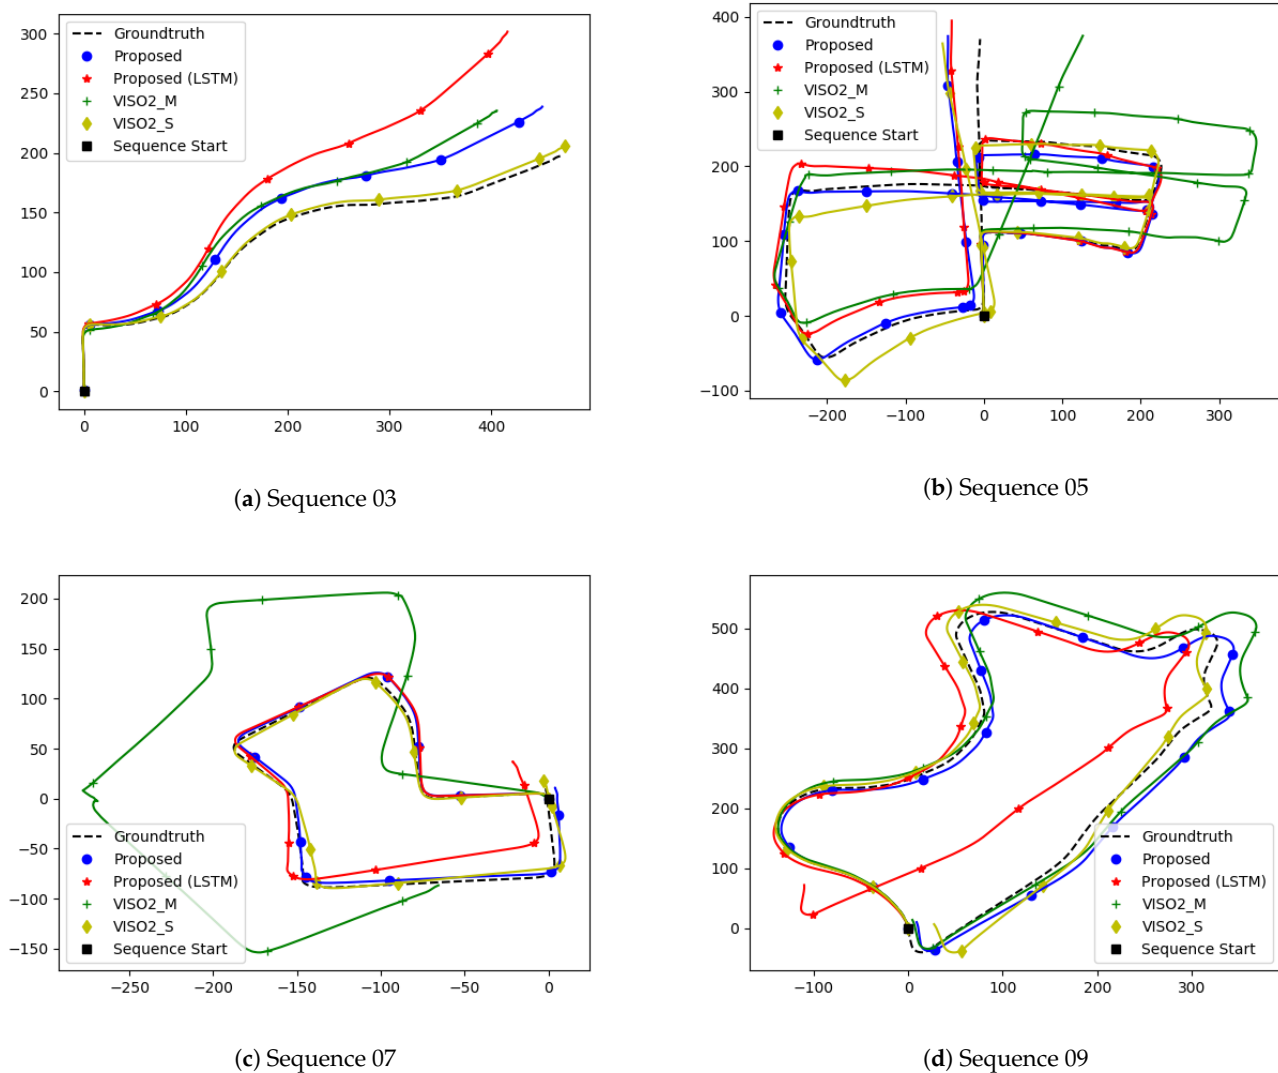 Groundtruth
Proposed
Proposed (LSTM)
VISO2_M
VISO2_S
Sequence Start
300
250
200
150
100
50
0
0 100 200 300 400
(a) Sequence 03
Groundtruth
Proposed
Proposed (LSTM)
VISO2_M
VISO2_S
Sequence Start
400
300
200
100
0
−100
−200 −100 0 100 200 300
(b) Sequence 05
200
150
100
50
0
−50
−100
−150
Groundtruth
Proposed
Proposed (LSTM)
VISO2_M
VISO2_S
Sequence Start
−250 −200 −150 −100 −50 0
(c) Sequence 07
500
400
300
200
100
0
Groundtruth
Proposed
Proposed (LSTM)
VISO2_M
VISO2_S
Sequence Start
−100 0 100 200 300
(d) Sequence 09